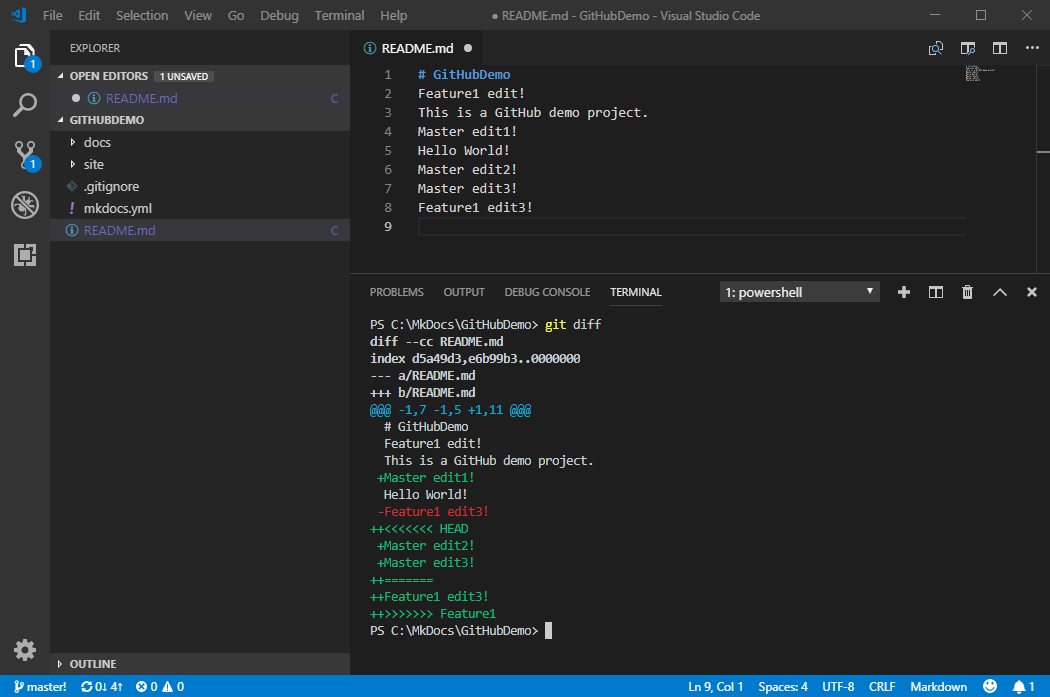 File Edit Selection View Go Debug Terminal Help ● README.md - GitHubDemo - Visual Studio Code
EXPLORER
OPEN EDITORS 1 UNSAVED
README.md C
GITHUBDEMO
docs
site
.gitignore
mkdocs.yml
README.md C
OUTLINE
1
1
README.md
1 # GitHubDemo
2 Feature1 edit!
3 This is a GitHub demo project.
4 Master edit1!
5 Hello World!
6 Master edit2!
7 Master edit3!
8 Feature1 edit3!
9
PROBLEMS OUTPUT DEBUG CONSOLE TERMINAL 1: powershell
PS C:\MkDocs\GitHubDemo> git diff
diff --cc README.md
index d5a49d3,e6b99b3..0000000
--- a/README.md
+++ b/README.md
@@@ -1,7 -1,5 +1,11 @@@
  # GitHubDemo
  Feature1 edit!
  This is a GitHub demo project.
 +Master edit1!
  Hello World!
 -Feature1 edit3!
++<<<<<<< HEAD
 +Master edit2!
 +Master edit3!
++=======
++Feature1 edit3!
++>>>>>>> Feature1
PS C:\MkDocs\GitHubDemo>
master! 0↓ 4↑ 0 0 Ln 9, Col 1 Spaces: 4 UTF-8 CRLF Markdown 1